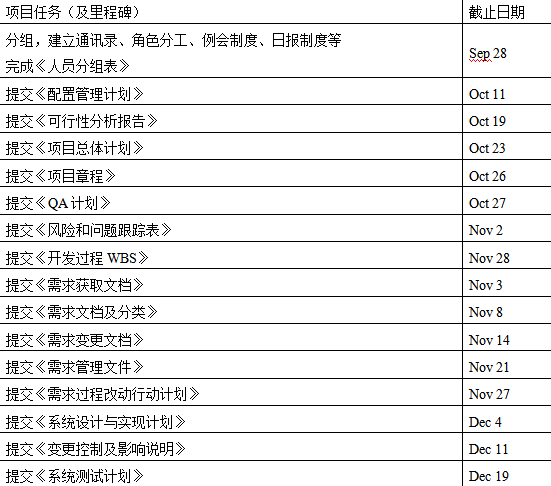 项目任务（及里程碑） 截止日期
分组，建立通讯录、角色分工、例会制度、日报制度等
完成《人员分组表》 Sep 28
提交《配置管理计划》 Oct 11
提交《可行性分析报告》 Oct 19
提交《项目总体计划》 Oct 23
提交《项目章程》 Oct 26
提交《QA 计划》 Oct 27
提交《风险和问题跟踪表》 Nov 2
提交《开发过程 WBS》 Nov 28
提交《需求获取文档》 Nov 3
提交《需求文档及分类》 Nov 8
提交《需求变更文档》 Nov 14
提交《需求管理文件》 Nov 21
提交《需求过程改动行动计划》 Nov 27
提交《系统设计与实现计划》 Dec 4
提交《变更控制及影响说明》 Dec 11
提交《系统测试计划》 Dec 19